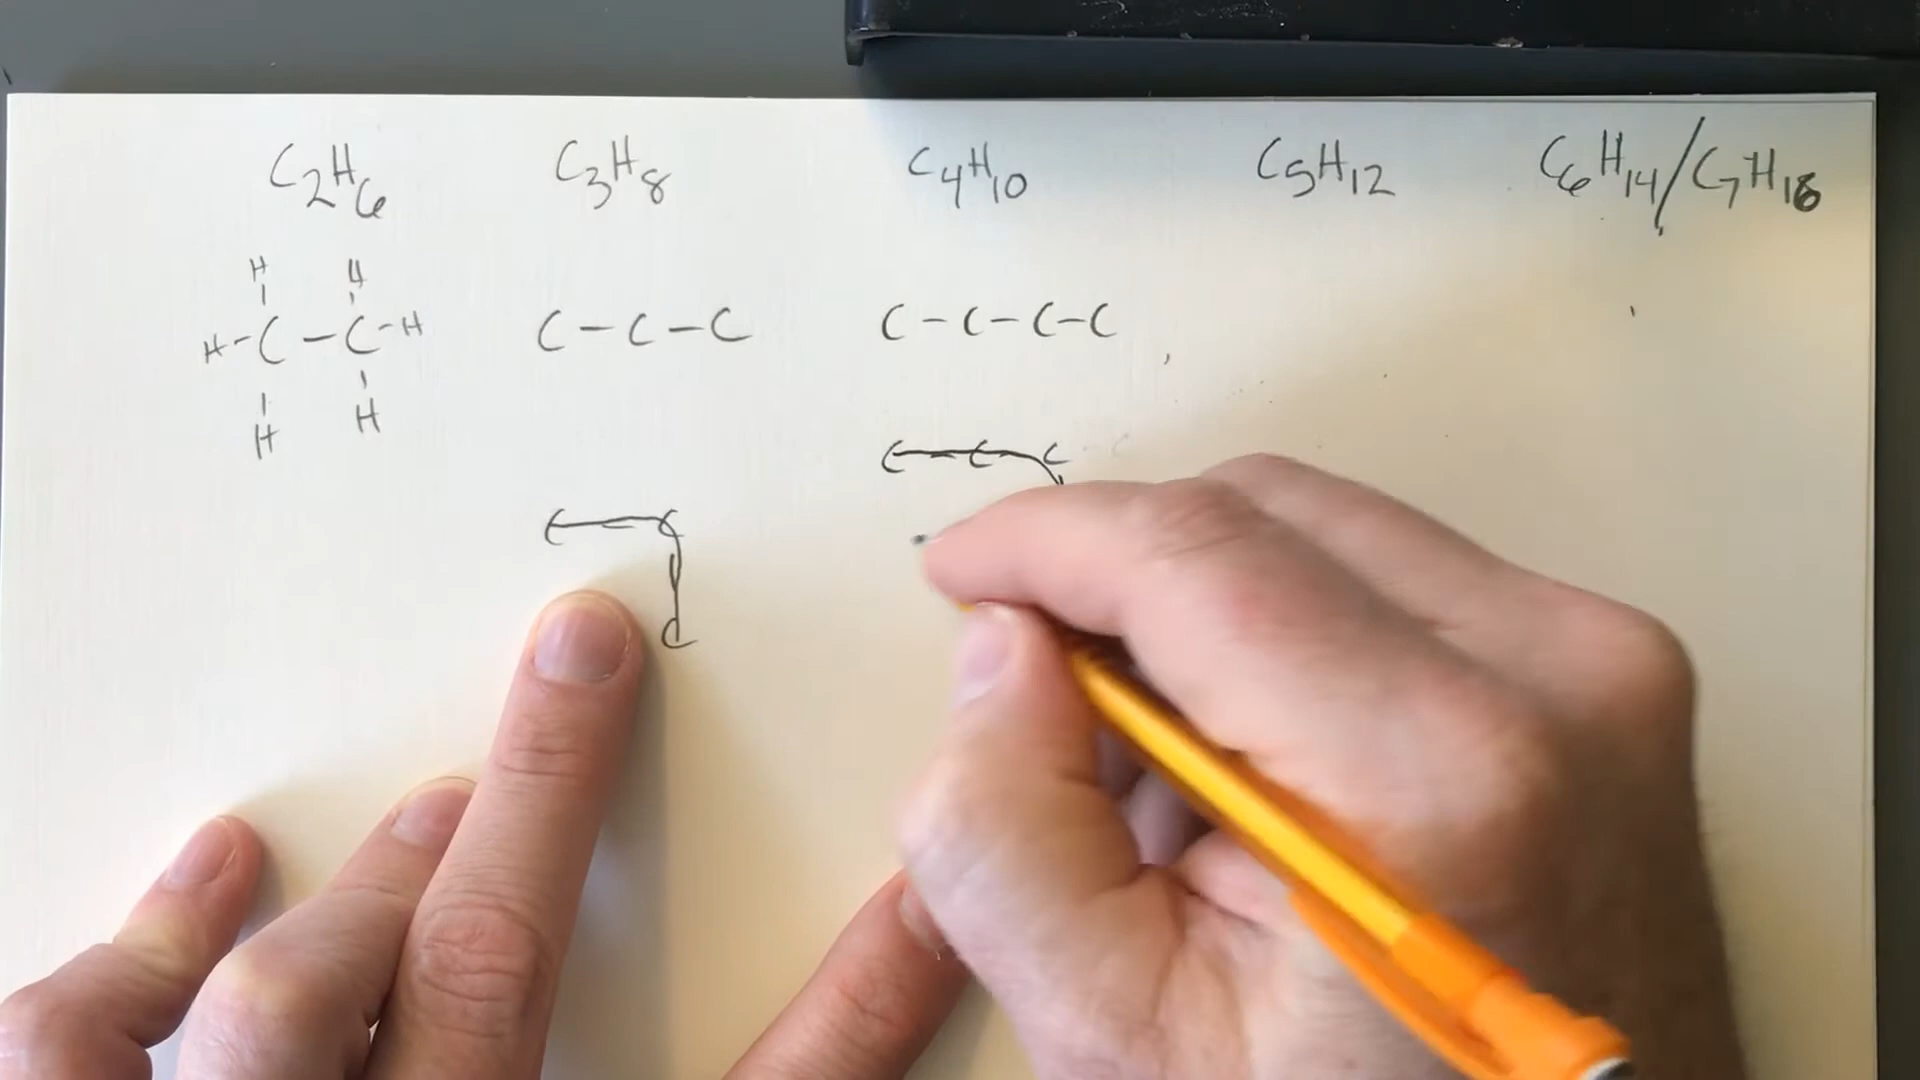 C2H6 C3H8 C4H10 C5H12 C6H14/C7H18
H H
H-C-C-H C-C-C C-C-C-C
H H
C-C-C
C-C
C